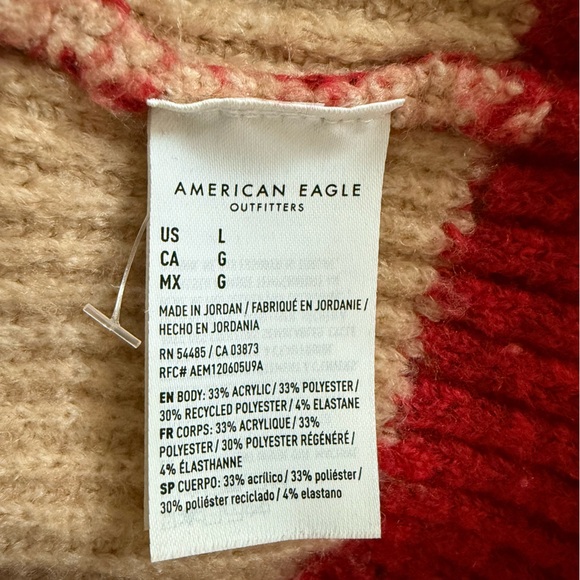 AMERICAN EAGLE
OUTFITTERS
US L
CA G
MX G
MADE IN JORDAN / FABRIQUÉ EN JORDANIE /
HECHO EN JORDANIA
RN 54485 / CA 03873
RFC# AEM120605U9A
EN BODY: 33% ACRYLIC / 33% POLYESTER /
30% RECYCLED POLYESTER / 4% ELASTANE
FR CORPS: 33% ACRYLIQUE / 33%
POLYESTER / 30% POLYESTER RÉGÉNÉRÉ /
4% ÉLASTHANNE
SP CUERPO: 33% acrílico / 33% poliéster /
30% poliéster reciclado / 4% elastano